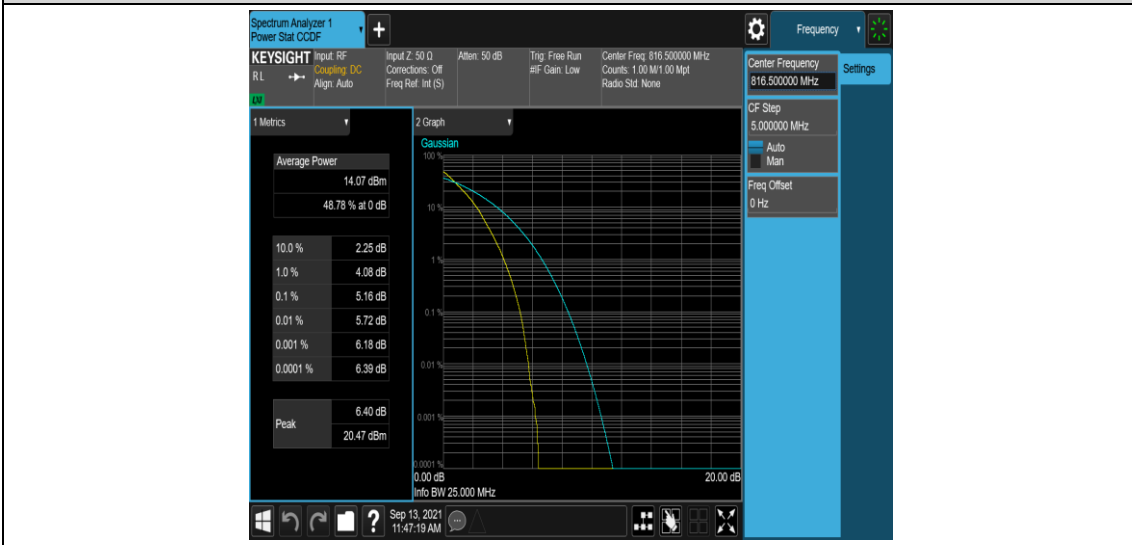 Spectrum Analyzer 1
Power Stat CCDF
+
Frequency
KEYSIGHT
RL
LXI
Input: RF
Coupling: DC
Align: Auto
Input Z: 50 Ω
Corrections: Off
Freq Ref: Int (S)
Atten: 50 dB
Trig: Free Run
#IF Gain: Low
Center Freq: 816.500000 MHz
Counts: 1.00 M/1.00 Mpt
Radio Std: None
Center Frequency
816.500000 MHz
Settings
CF Step
5.000000 MHz
Auto
Man
Freq Offset
0 Hz
1 Metrics
Average Power
14.07 dBm
48.78 % at 0 dB
10.0 % 2.25 dB
1.0 % 4.08 dB
0.1 % 5.16 dB
0.01 % 5.72 dB
0.001 % 6.18 dB
0.0001 % 6.39 dB
Peak
6.40 dB
20.47 dBm
2 Graph
Gaussian
100 %
10 %
1 %
0.1 %
0.01 %
0.001 %
0.0001 %
0.00 dB 20.00 dB
Info BW 25.000 MHz
?
Sep 13, 2021
11:47:19 AM